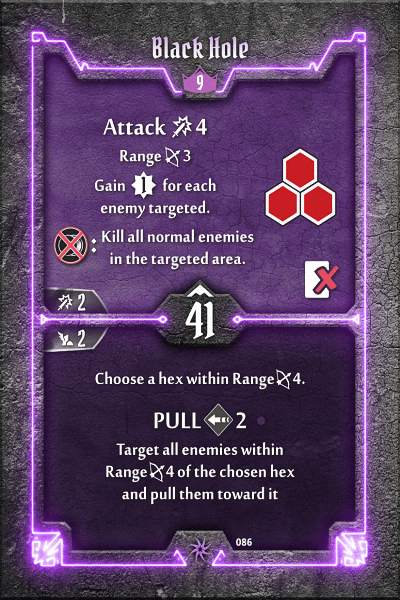 Black Hole
9
Attack 4
Range 3
Gain 1 for each
enemy targeted.
: Kill all normal enemies
in the targeted area.
2
41
2
Choose a hex within Range 4.
PULL 2
Target all enemies within
Range 4 of the chosen hex
and pull them toward it
086